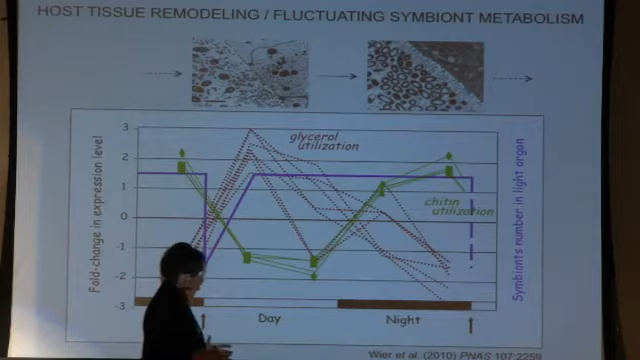 HOST TISSUE REMODELING / FLUCTUATING SYMBIONT METABOLISM
3
2
1
0
-1
-2
-3
Fold-change in expression level
glycerol
utilization
chitin
utilization
Symbionts number in light organ
Day
Night
Wier et al. (2010) PNAS 107:2259